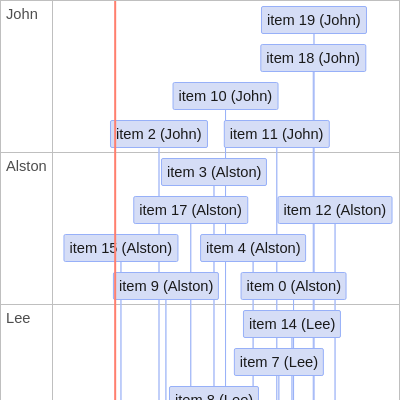 John
item 19 (John)
item 18 (John)
item 10 (John)
item 2 (John)
item 11 (John)
Alston
item 3 (Alston)
item 17 (Alston)
item 12 (Alston)
item 15 (Alston)
item 4 (Alston)
item 9 (Alston)
item 0 (Alston)
Lee
item 14 (Lee)
item 7 (Lee)
item 8 (Lee)